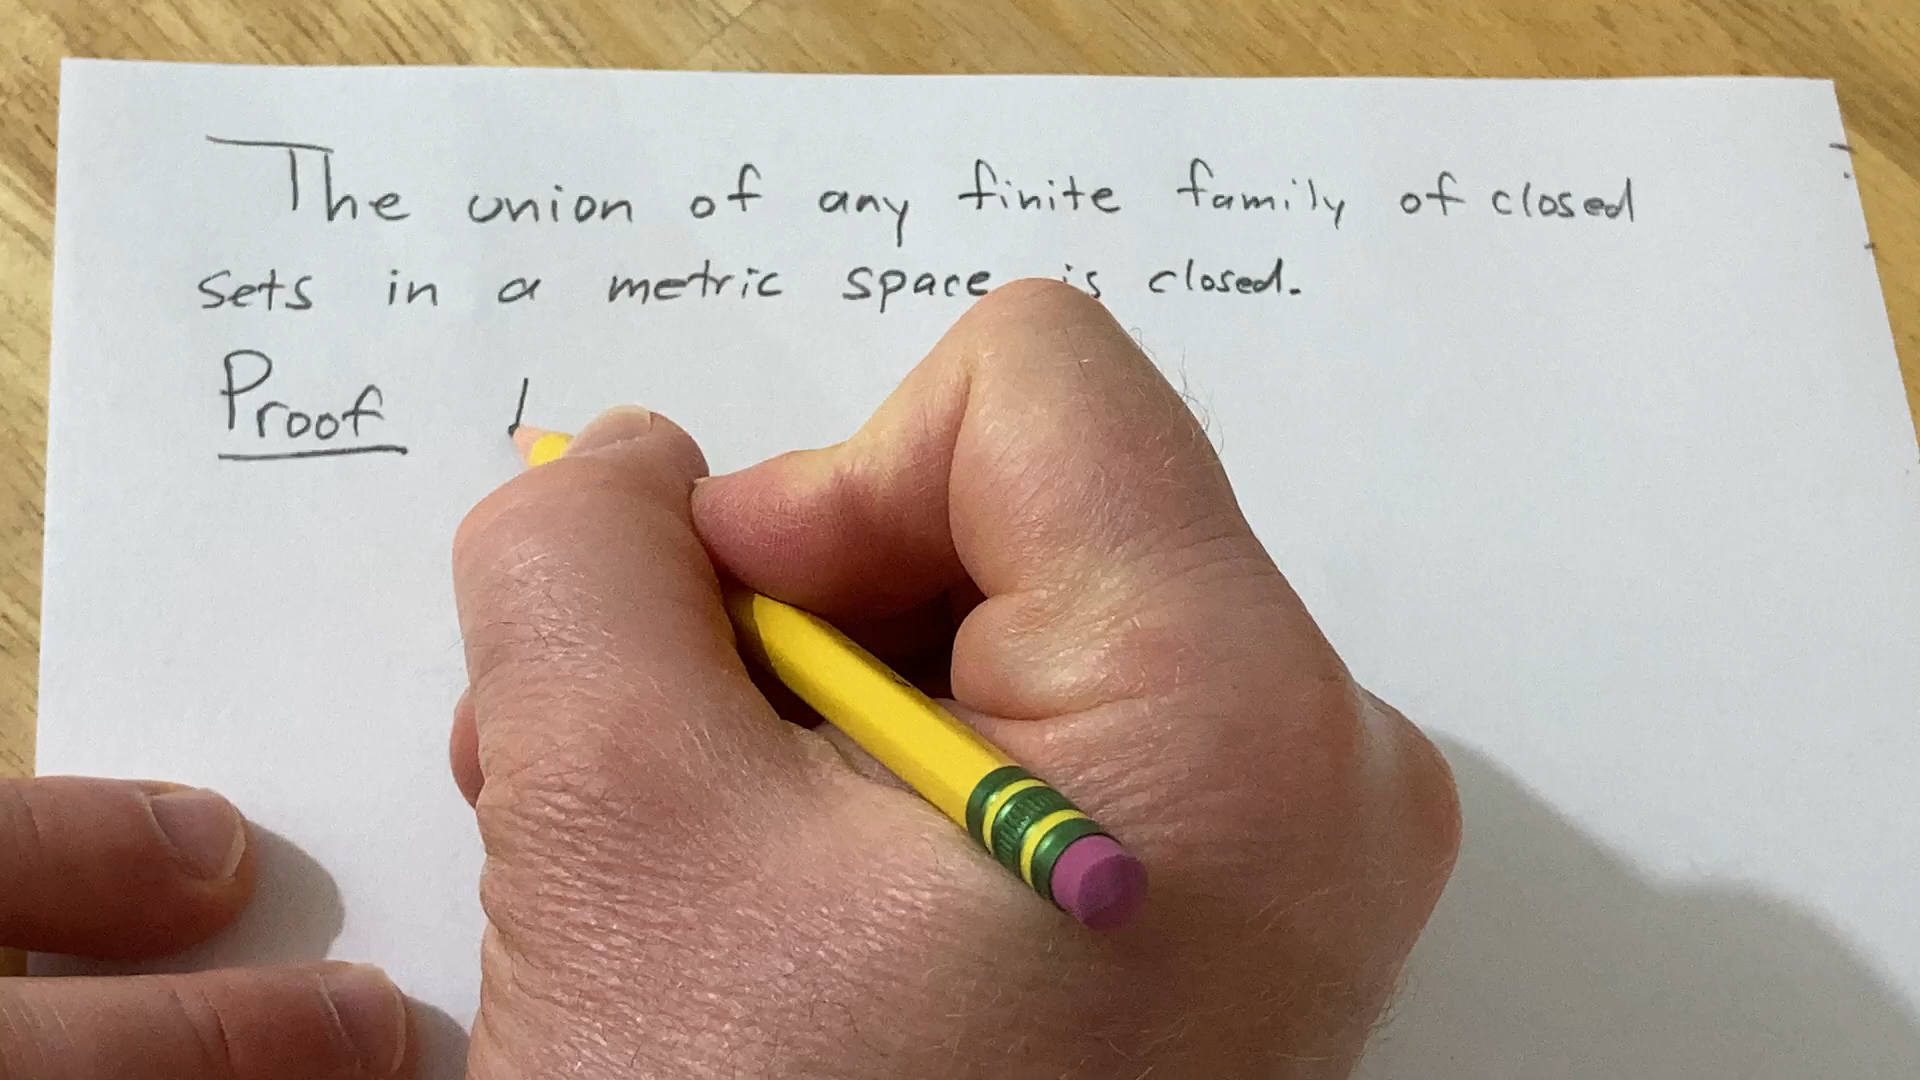 The union of any finite family of closed
sets in a metric space is closed.
Proof